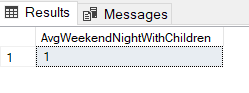 Results Messages
AvgWeekendNightWithChildren
1 1